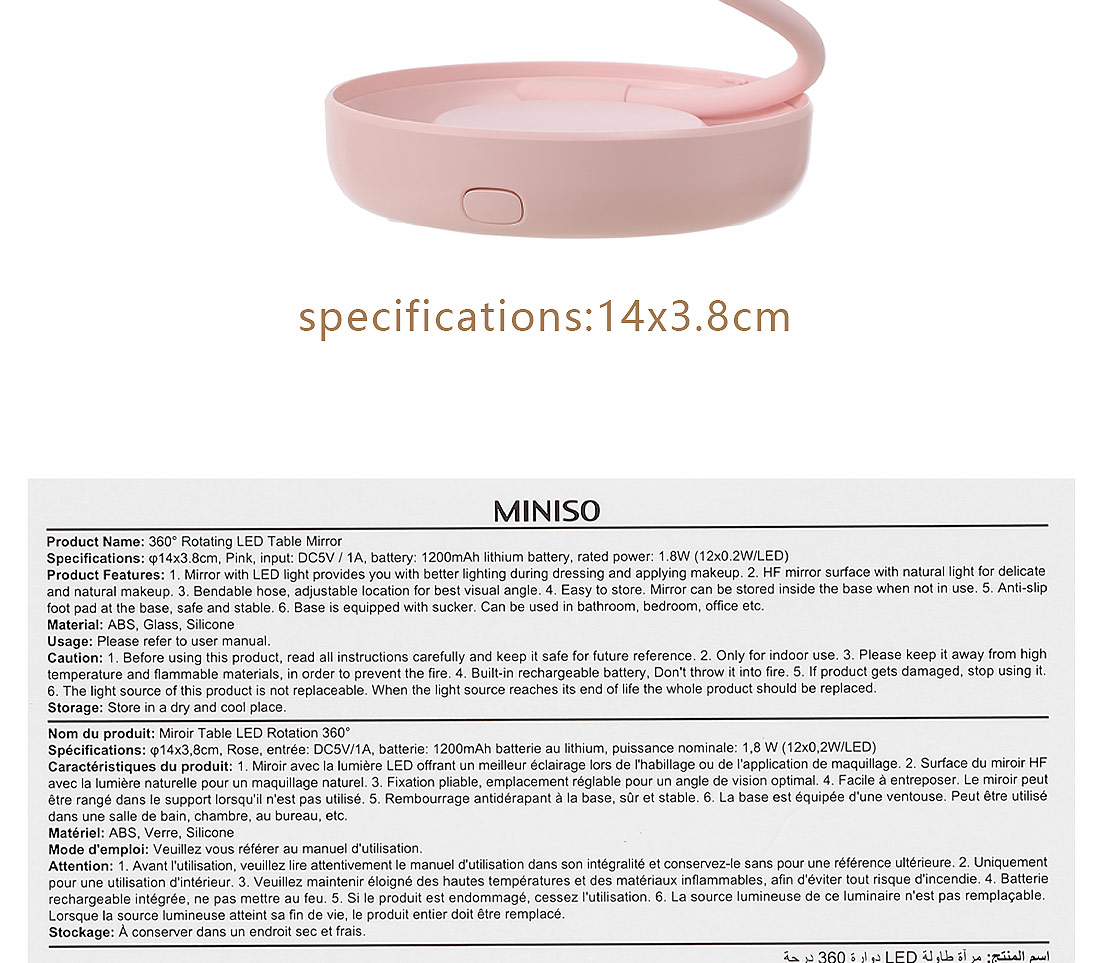 specifications:14x3.8cm
MINISO
Product Name: 360° Rotating LED Table Mirror
Specifications: φ14x3.8cm, Pink, input: DC5V / 1A, battery: 1200mAh lithium battery, rated power: 1.8W (12x0.2W/LED)
Product Features: 1. Mirror with LED light provides you with better lighting during dressing and applying makeup. 2. HF mirror surface with natural light for delicate
and natural makeup. 3. Bendable hose, adjustable location for best visual angle. 4. Easy to store. Mirror can be stored inside the base when not in use. 5. Anti-slip
foot pad at the base, safe and stable. 6. Base is equipped with sucker. Can be used in bathroom, bedroom, office etc.
Material: ABS, Glass, Silicone
Usage: Please refer to user manual.
Caution: 1. Before using this product, read all instructions carefully and keep it safe for future reference. 2. Only for indoor use. 3. Please keep it away from high
temperature and flammable materials, in order to prevent the fire. 4. Built-in rechargeable battery, Don't throw it into fire. 5. If product gets damaged, stop using it.
6. The light source of this product is not replaceable. When the light source reaches its end of life the whole product should be replaced.
Storage: Store in a dry and cool place.
Nom du produit: Miroir Table LED Rotation 360°
Spécifications: φ14x3,8cm, Rose, entrée: DC5V/1A, batterie: 1200mAh batterie au lithium, puissance nominale: 1,8 W (12x0,2W/LED)
Caractéristiques du produit: 1. Miroir avec la lumière LED offrant un meilleur éclairage lors de l'habillage ou de l'application de maquillage. 2. Surface du miroir HF
avec la lumière naturelle pour un maquillage naturel. 3. Fixation pliable, emplacement réglable pour un angle de vision optimal. 4. Facile à entreposer. Le miroir peut
être rangé dans le support lorsqu'il n'est pas utilisé. 5. Rembourrage antidérapant à la base, sûr et stable. 6. La base est équipée d'une ventouse. Peut être utilisé
dans une salle de bain, chambre, au bureau, etc.
Matériel: ABS, Verre, Silicone
Mode d'emploi: Veuillez vous référer au manuel d'utilisation.
Attention: 1. Avant l'utilisation, veuillez lire attentivement le manuel d'utilisation dans son intégralité et conservez-le sans pour une référence ultérieure. 2. Uniquement
pour une utilisation d'intérieur. 3. Veuillez maintenir éloigné des hautes températures et des matériaux inflammables, afin d'éviter tout risque d'incendie. 4. Batterie
rechargeable intégrée, ne pas mettre au feu. 5. Si le produit est endommagé, cessez l'utilisation. 6. La source lumineuse de ce luminaire n'est pas remplaçable.
Lorsque la source lumineuse atteint sa fin de vie, le produit entier doit être remplacé.
Stockage: À conserver dans un endroit sec et frais.
اسم المنتج: مرآة طاولة LED دوارة 360 درجة